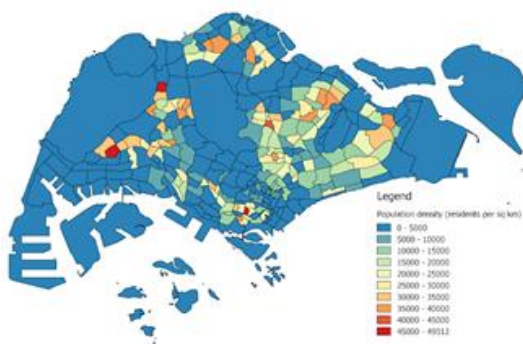 Legend
Population density (residents per sq km)
0 - 5000
5000 - 10000
10000 - 15000
15000 - 20000
20000 - 25000
25000 - 30000
30000 - 35000
35000 - 40000
40000 - 45000
45000 - 49312